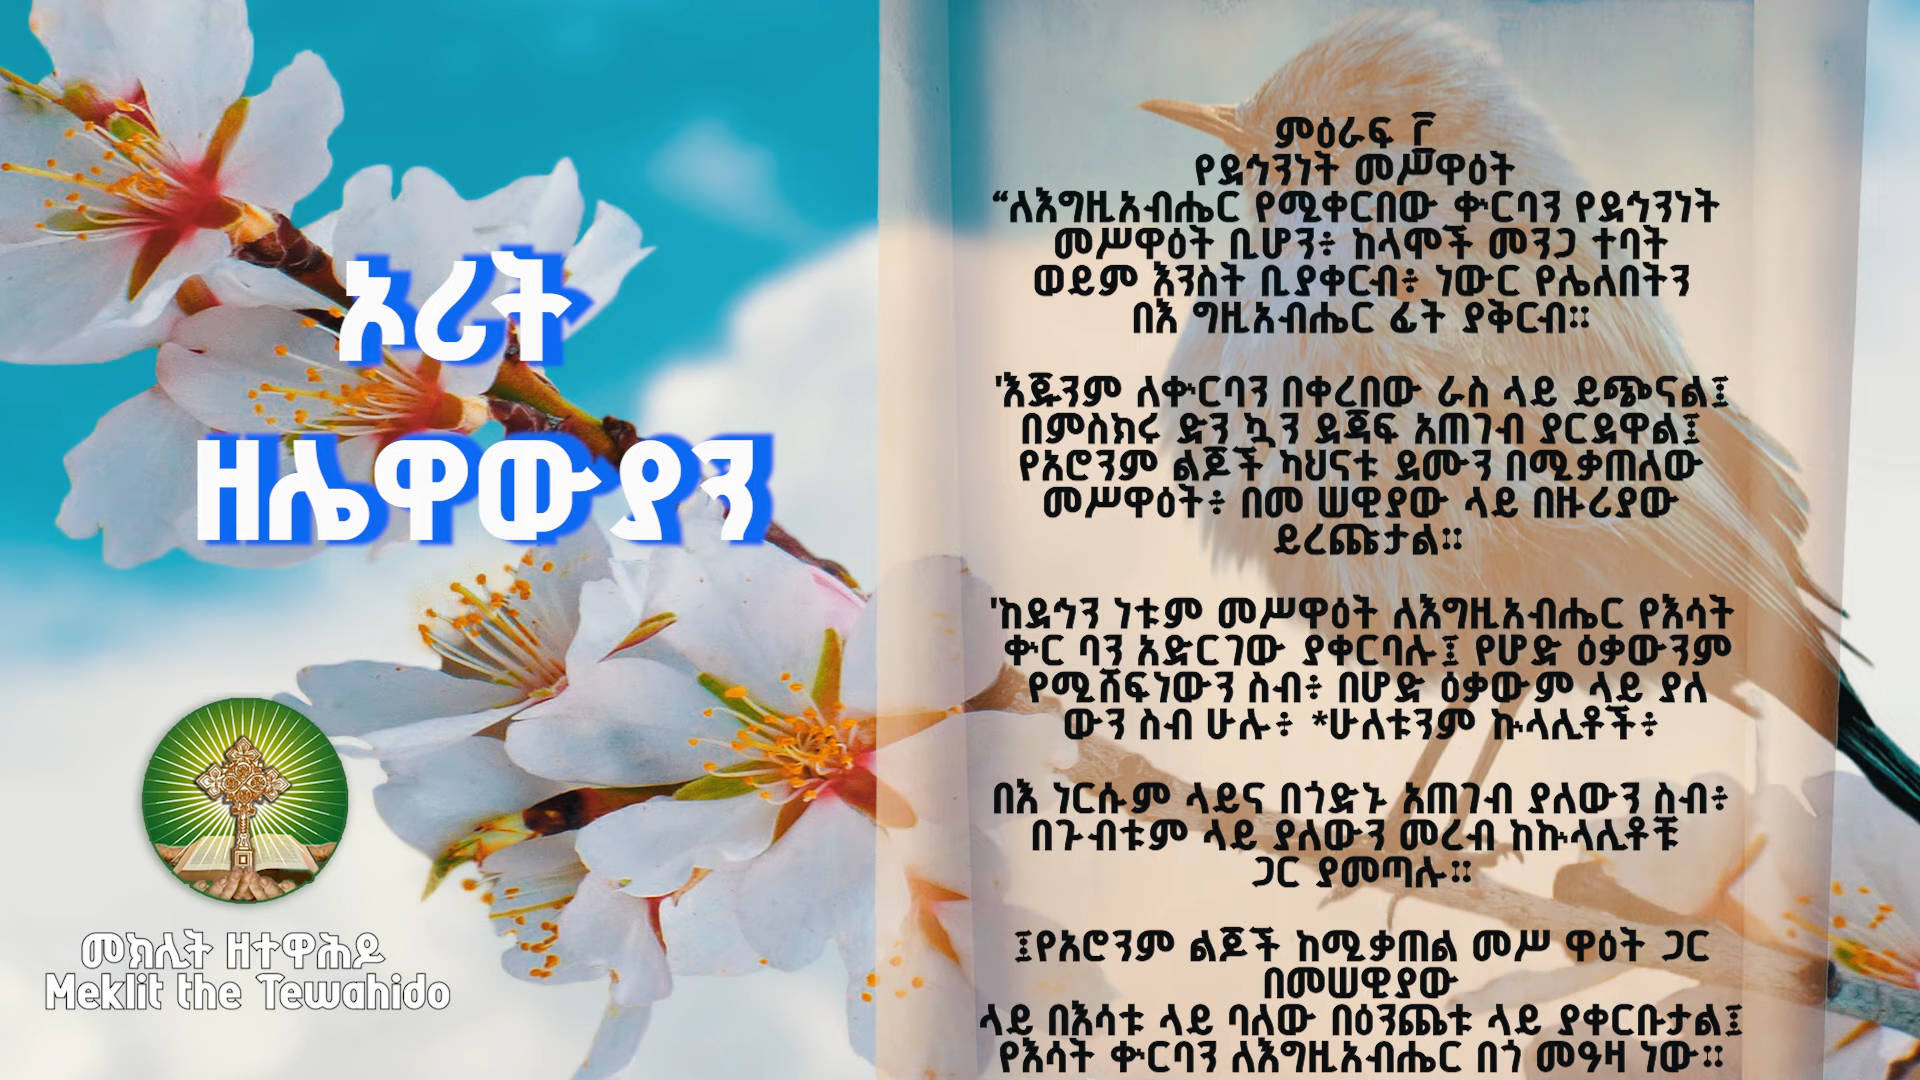 ኦሪት
ዘሌዋውያን
መክሊት ዘተዋሕዶ
Meklit the Tewahido
ምዕራፍ ፫
የደኅንነት መሥዋዕት
“ለእግዚአብሔር የሚቀርበው ቍርባን የደኅንነት
መሥዋዕት ቢሆን፥ ከላሞች መንጋ ተባት
ወይም እንስት ቢያቀርብ፥ ነውር የሌለበትን
በእ ግዚአብሔር ፊት ያቅርብ።
'እጁንም ለቍርባን በቀረበው ራስ ላይ ይጭናል፤
በምስክሩ ድን ኳን ደጃፍ አጠገብ ያርደዋል፤
የአሮንም ልጆች ካህናቱ ደሙን በሚቃጠለው
መሥዋዕት፥ በመ ሠዊያው ላይ በዙሪያው
ይረጩታል።
'ከደኅን ነቱም መሥዋዕት ለእግዚአብሔር የእሳት
ቍር ባን አድርገው ያቀርባሉ፤ የሆድ ዕቃውንም
የሚሸፍነውን ስብ፥ በሆድ ዕቃውም ላይ ያለ
ውን ስብ ሁሉ፥ *ሁለቱንም ኩላሊቶች፥
በእ ነርሱም ላይና በጎድኑ አጠገብ ያለውን ስብ፥
በጉብቱም ላይ ያለውን መረብ ከኩላሊቶቹ
ጋር ያመጣሉ።
፤የአሮንም ልጆች ከሚቃጠል መሥ ዋዕት ጋር
በመሠዊያው
ላይ በእሳቱ ላይ ባለው በዕንጨቱ ላይ ያቀርቡታል፤
የእሳት ቍርባን ለእግዚአብሔር በጎ መዓዛ ነው።